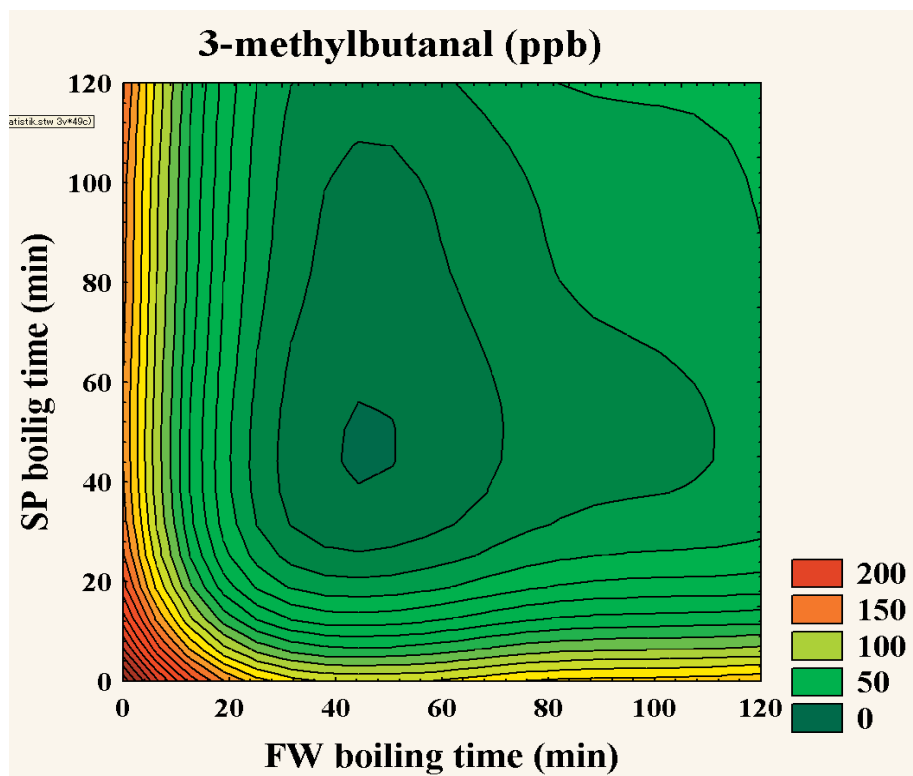 3-methylbutanal (ppb)
120
atistik.stw 3v*49c)
100
80
60
40
20
0
SP boilig time (min)
0 20 40 60 80 100 120
FW boiling time (min)
200
150
100
50
0